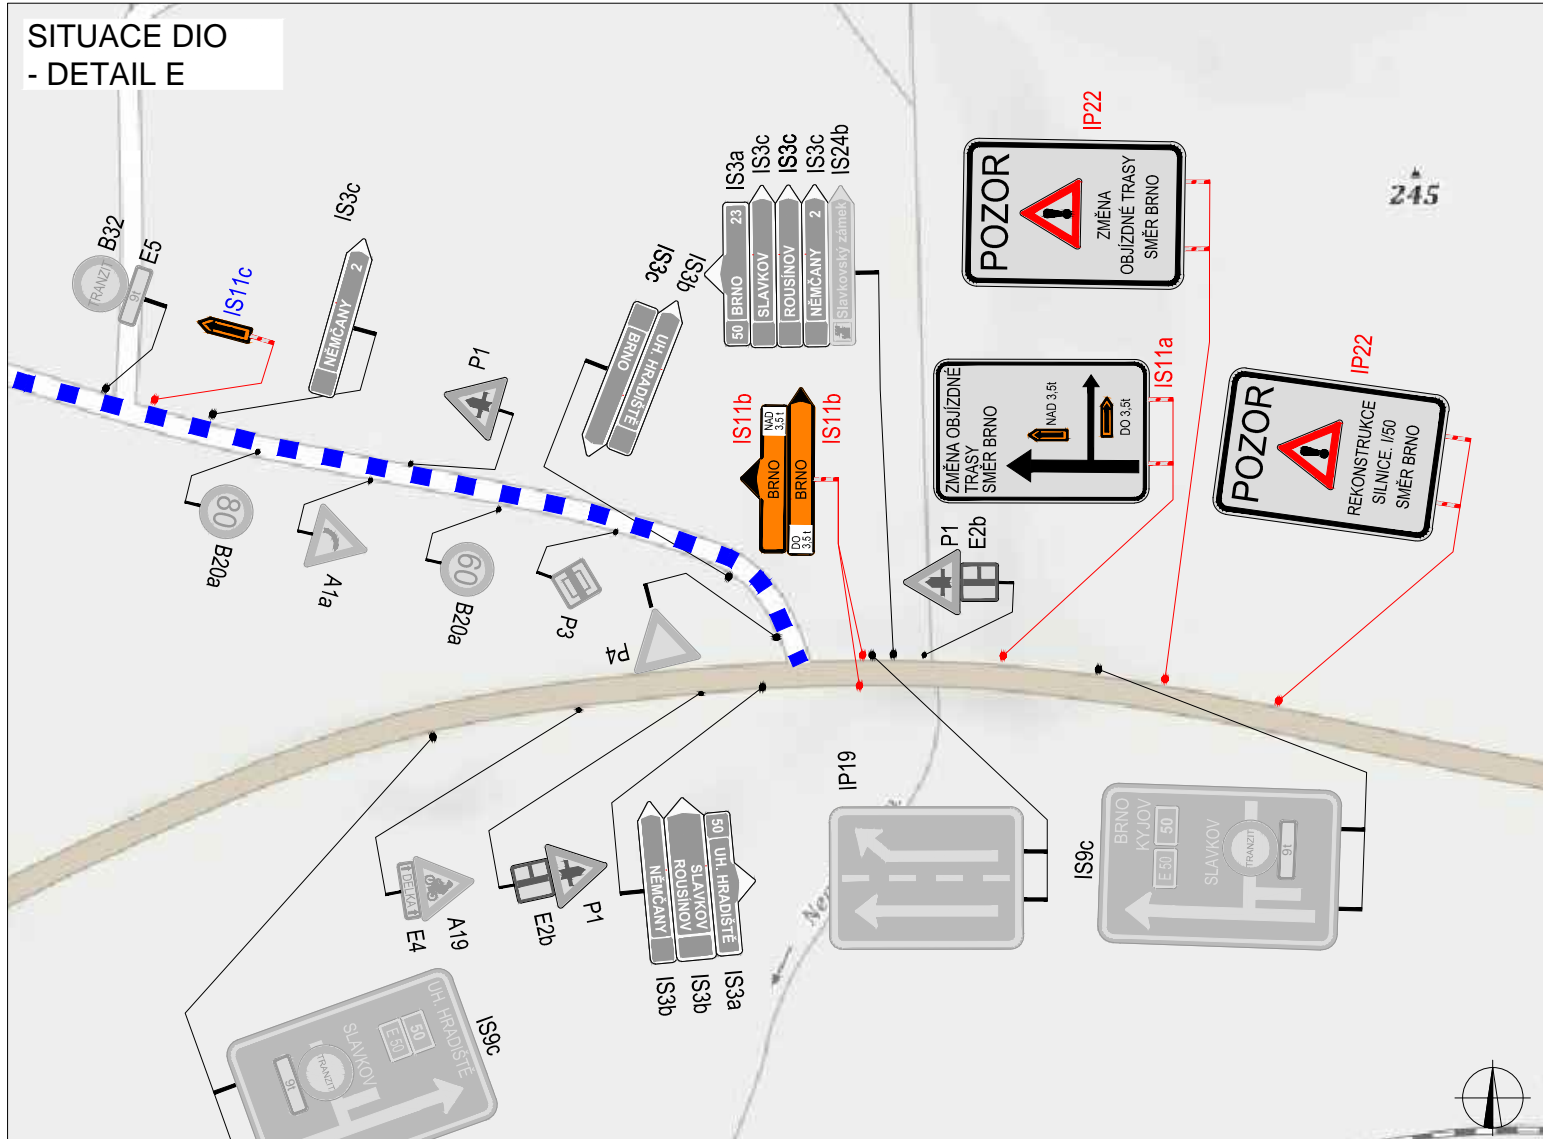 SITUACE DIO
- DETAIL E
B32
TRANZIT
9t
E5
IS11c
IS3c
NĚMČANY 2
P1
IS3c
IS3b
BRNO
UH. HRADIŠTĚ
IS3a
IS3c
IS3c
IS3c
IS24b
50 BRNO 23
SLAVKOV
ROUSÍNOV
NĚMČANY 2
Slavkovský zámek
IP22
POZOR
ZMĚNA
OBJÍZDNÉ TRASY
SMĚR BRNO
245
IS11b
BRNO
NAD
3,5t
IS11b
BRNO
DO
3,5t
IS11a
ZMĚNA OBJÍZDNÉ
TRASY
SMĚR BRNO
NAD 3,5t
DO 3,5t
IP22
POZOR
REKONSTRUKCE
SILNICE. I/50
SMĚR BRNO
80
B20a
A1a
60
B20a
P3
P4
P1
E2b
IP19
IS9c
BRNO
KYJOV
E 50
50
SLAVKOV
TRANZIT
9t
DÉLKA
E4
A19
E2b
P1
NĚMČANY
SLAVKOV
ROUSÍNOV
50 UH. HRADIŠTĚ
IS3b
IS3b
IS3a
IS9c
UH. HRADIŠTĚ
50
E 50
SLAVKOV
TRANZIT
9t